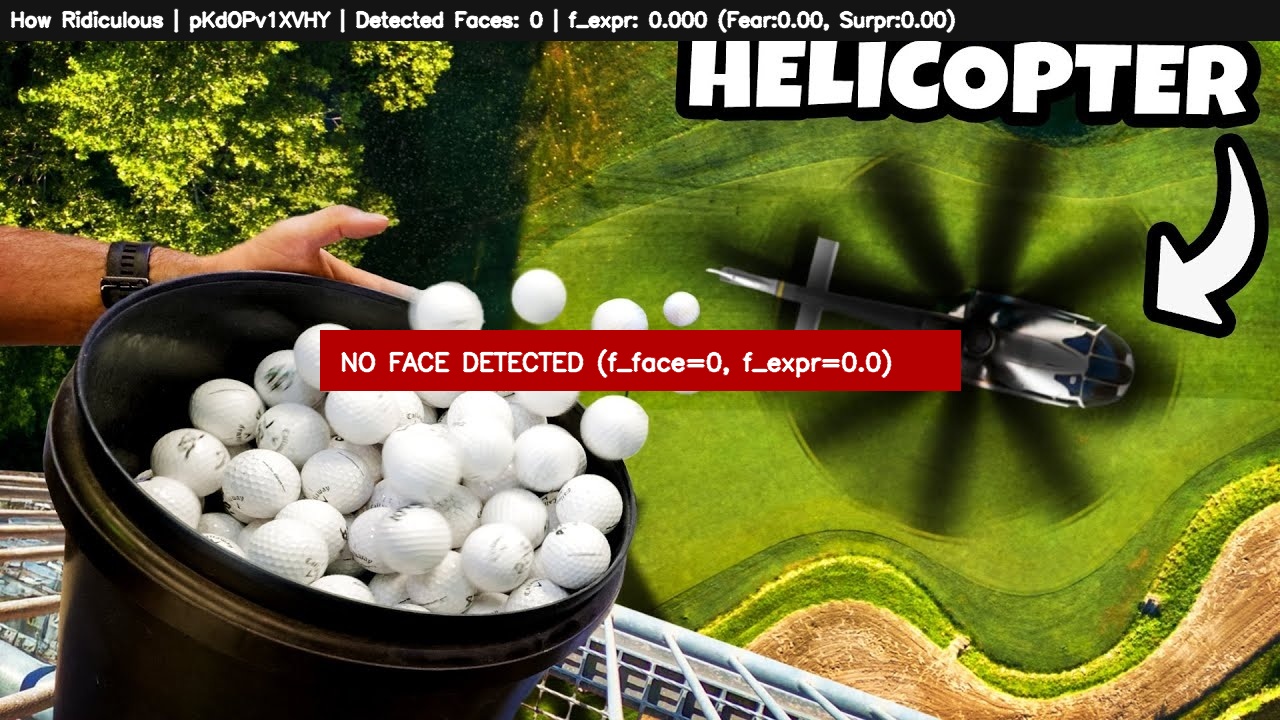 How Ridiculous | pKdOPv1XVHY | Detected Faces: 0 | f_expr: 0.000 (Fear:0.00, Surpr:0.00)
HELICOPTER
NO FACE DETECTED (f_face=0, f_expr=0.0)